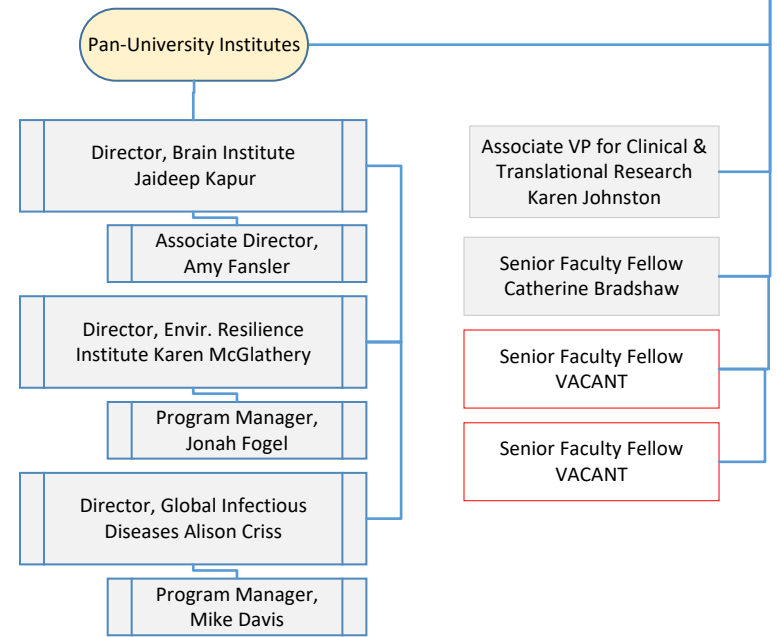 Pan-University Institutes
Director, Brain Institute
Jaideep Kapur
Associate Director,
Amy Fansler
Director, Envir. Resilience
Institute Karen McGlathery
Program Manager,
Jonah Fogel
Director, Global Infectious
Diseases Alison Criss
Program Manager,
Mike Davis
Associate VP for Clinical &
Translational Research
Karen Johnston
Senior Faculty Fellow
Catherine Bradshaw
Senior Faculty Fellow
VACANT
Senior Faculty Fellow
VACANT